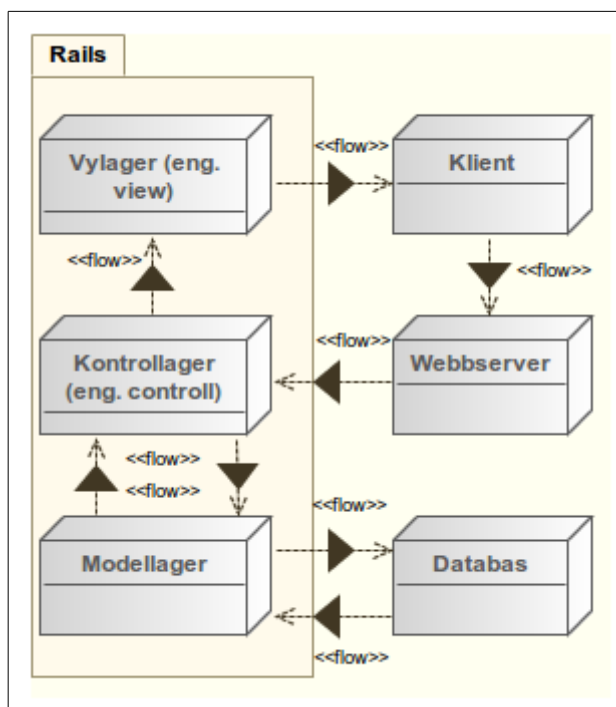 Rails
Vylager (eng.
view)
<<flow>>
Klient
<<flow>>
<<flow>>
Kontrollager
(eng. controll)
<<flow>>
Webbserver
<<flow>>
<<flow>>
Modellager
<<flow>>
Databas
<<flow>>